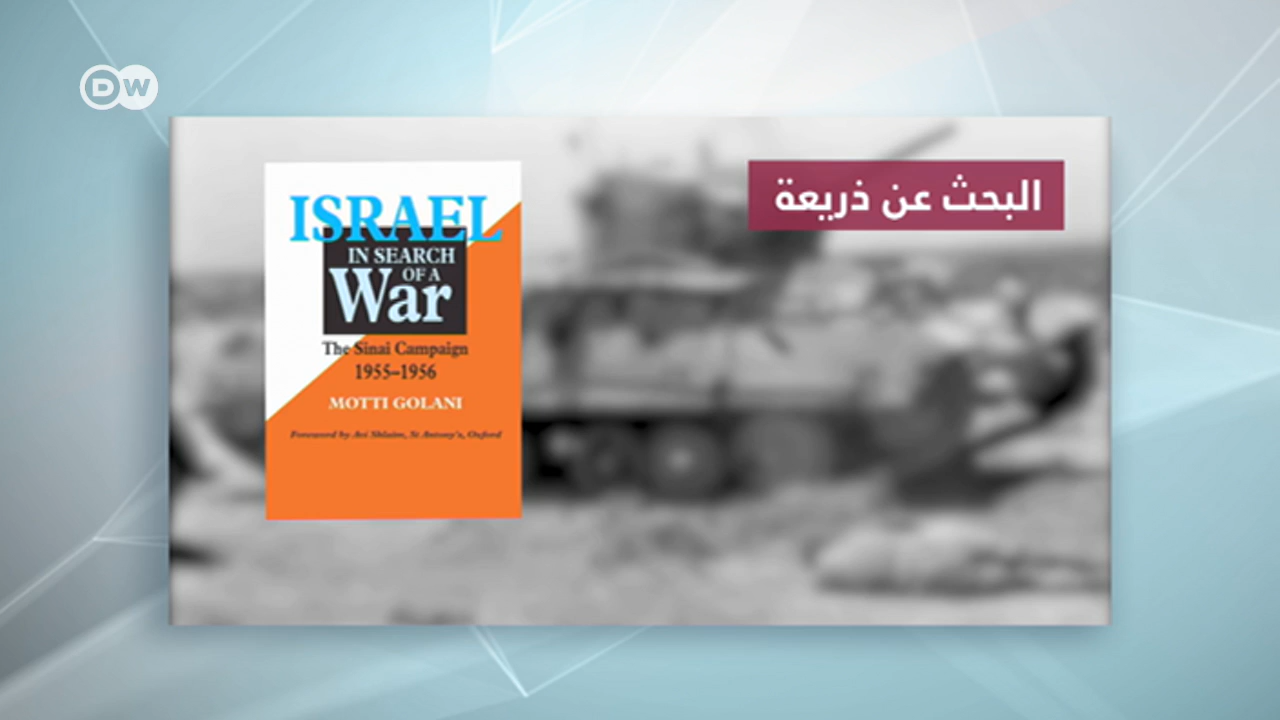 DW
البحث عن ذريعة
ISRAEL
IN SEARCH
OF A
War
The Sinai Campaign
1955–1956
MOTTI GOLANI
Foreword by Avi Shlaim, St Antony's, Oxford